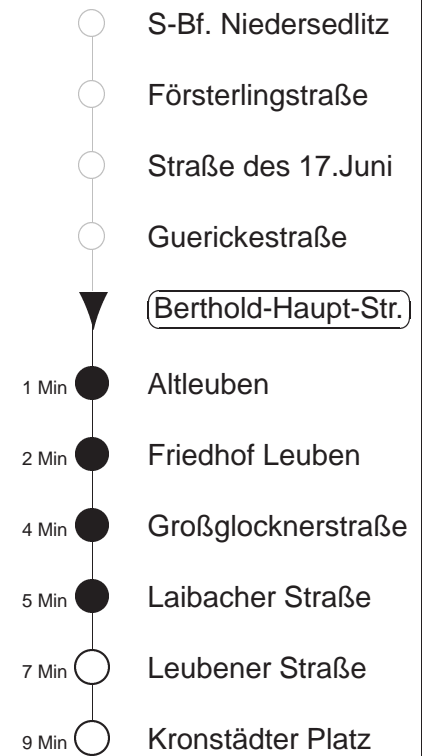 S-Bf. Niedersedlitz
Försterlingstraße
Straße des 17.Juni
Guerickestraße
Berthold-Haupt-Str.
1 Min Altleuben
2 Min Friedhof Leuben
4 Min Großglocknerstraße
5 Min Laibacher Straße
7 Min Leubener Straße
9 Min Kronstädter Platz